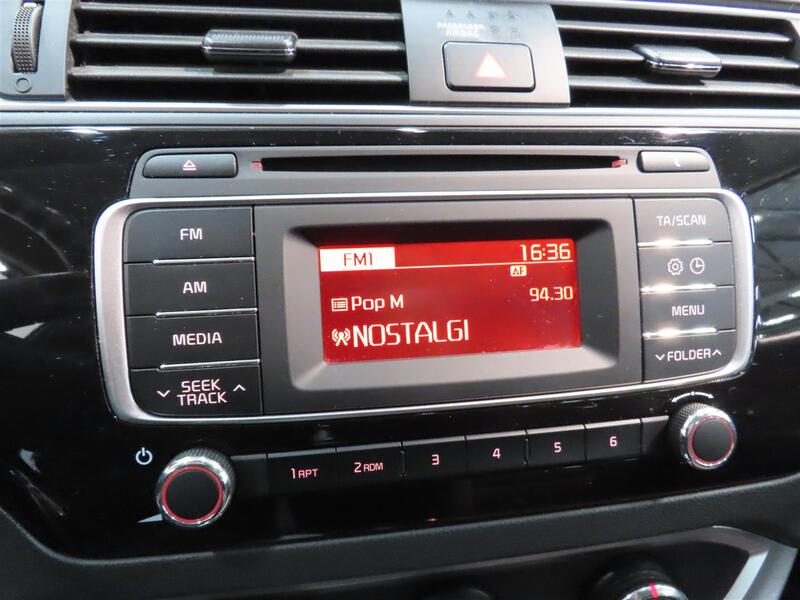 PASSENGER
AIRBAG
FM
AM
MEDIA
SEEK
TRACK
FM1
16:36
AF
Pop M
94.30
NOSTALGI
TA/SCAN
MENU
FOLDER
1 RPT
2 RDM
3
4
5
6